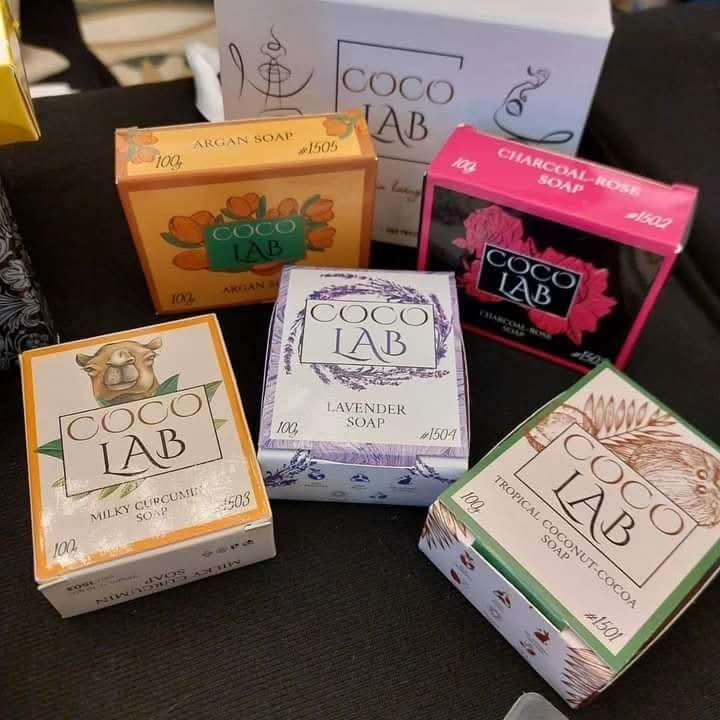 COCO
LAB
ARGAN SOAP
100g
#1505
COCO
LAB
100g
CHARCOAL-ROSE
SOAP
100g
#1502
COCO
LAB
CHARCOAL-ROSE
SOAP
COCO
LAB
LAVENDER
SOAP
100g
#1504
COCO
LAB
MILKY CURCUMIN
SOAP
100g
#1503
MILKY CURCUMIN
SOAP
COCO
LAB
TROPICAL COCONUT-COCOA
SOAP
100g
#1501